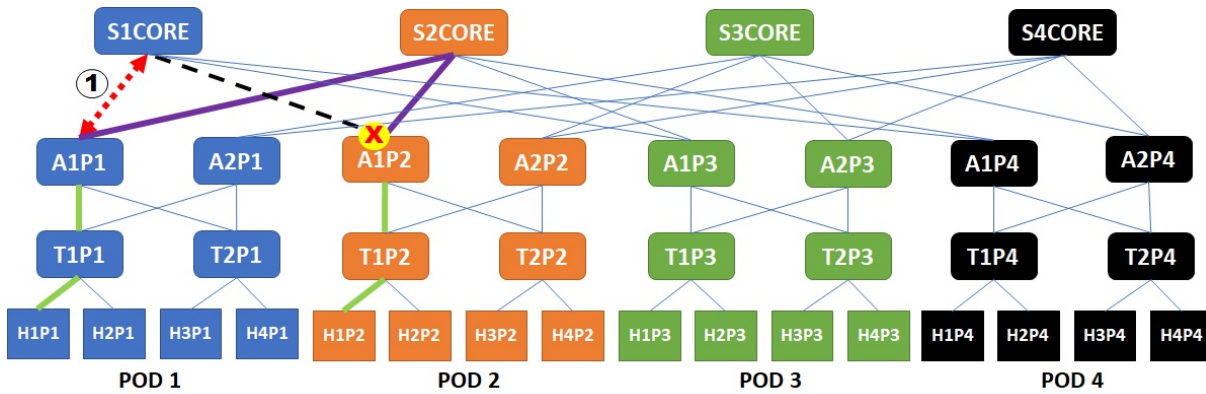 S1CORE S2CORE S3CORE S4CORE
1
X
A1P1 A2P1 A1P2 A2P2 A1P3 A2P3 A1P4 A2P4
T1P1 T2P1 T1P2 T2P2 T1P3 T2P3 T1P4 T2P4
H1P1 H2P1 H3P1 H4P1 H1P2 H2P2 H3P2 H4P2 H1P3 H2P3 H3P3 H4P3 H1P4 H2P4 H3P4 H4P4
POD 1 POD 2 POD 3 POD 4